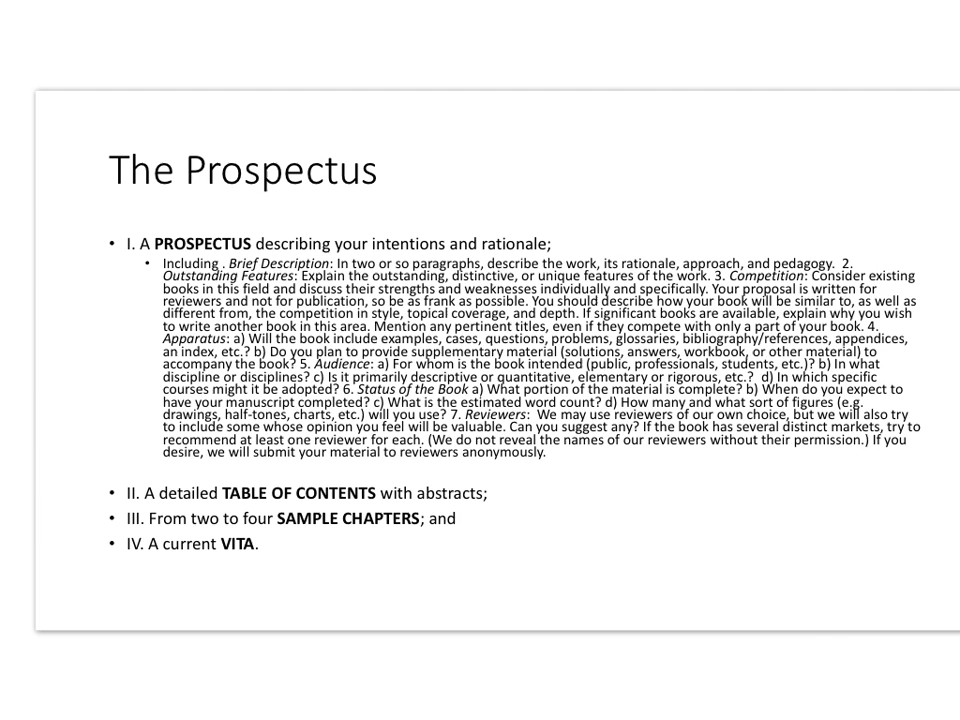 The Prospectus
• I. A PROSPECTUS describing your intentions and rationale;
• Including . Brief Description: In two or so paragraphs, describe the work, its rationale, approach, and pedagogy.  2.
Outstanding Features: Explain the outstanding, distinctive, or unique features of the work. 3. Competition: Consider existing
books in this field and discuss their strengths and weaknesses individually and specifically. Your proposal is written for
reviewers and not for publication, so be as frank as possible. You should describe how your book will be similar to, as well as
different from, the competition in style, topical coverage, and depth. If significant books are available, explain why you wish
to write another book in this area. Mention any pertinent titles, even if they compete with only a part of your book. 4.
Apparatus: a) Will the book include examples, cases, questions, problems, glossaries, bibliography/references, appendices,
an index, etc.? b) Do you plan to provide supplementary material (solutions, answers, workbook, or other material) to
accompany the book? 5. Audience: a) For whom is the book intended (public, professionals, students, etc.)? b) In what
discipline or disciplines? c) Is it primarily descriptive or quantitative, elementary or rigorous, etc.?  d) In which specific
courses might it be adopted? 6. Status of the Book a) What portion of the material is complete? b) When do you expect to
have your manuscript completed? c) What is the estimated word count? d) How many and what sort of figures (e.g.
drawings, half-tones, charts, etc.) will you use? 7. Reviewers:  We may use reviewers of our own choice, but we will also try
to include some whose opinion you feel will be valuable. Can you suggest any? If the book has several distinct markets, try to
recommend at least one reviewer for each. (We do not reveal the names of our reviewers without their permission.) If you
desire, we will submit your material to reviewers anonymously.
• II. A detailed TABLE OF CONTENTS with abstracts;
• III. From two to four SAMPLE CHAPTERS; and
• IV. A current VITA.